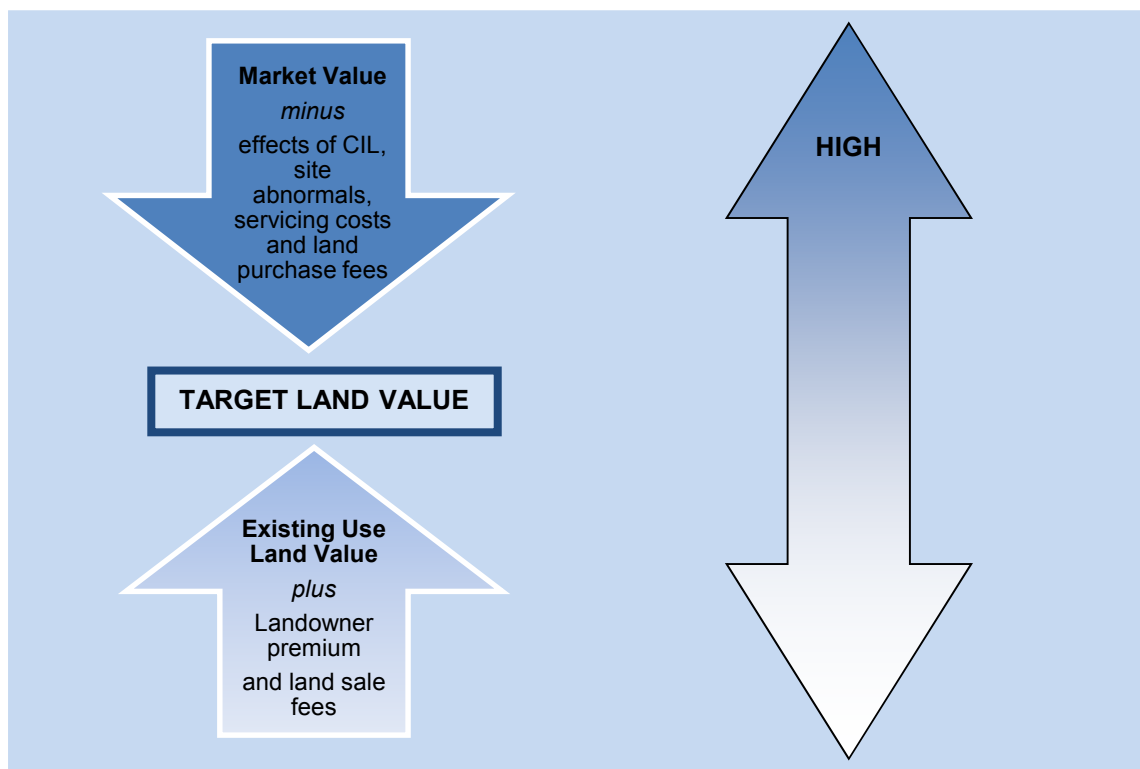 Market Value
minus
effects of CIL,
site
abnormals,
servicing costs
and land
purchase fees
HIGH
TARGET LAND VALUE
Existing Use
Land Value
plus
Landowner
premium
and land sale
fees